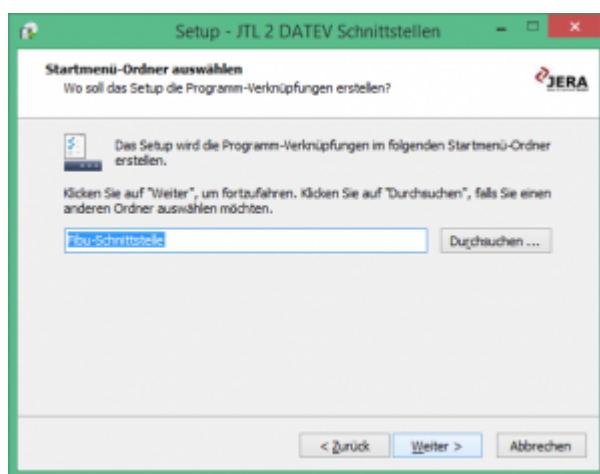 Setup - JTL 2 DATEV Schnittstellen
Startmenü-Ordner auswählen
Wo soll das Setup die Programm-Verknüpfungen erstellen?
JERA
Das Setup wird die Programm-Verknüpfungen im folgenden Startmenü-Ordner
erstellen.
Klicken Sie auf "Weiter", um fortzufahren. Klicken Sie auf "Durchsuchen", falls Sie einen
anderen Ordner auswählen möchten.
Fibu-Schnittstelle
Durchsuchen ...
< Zurück
Weiter >
Abbrechen